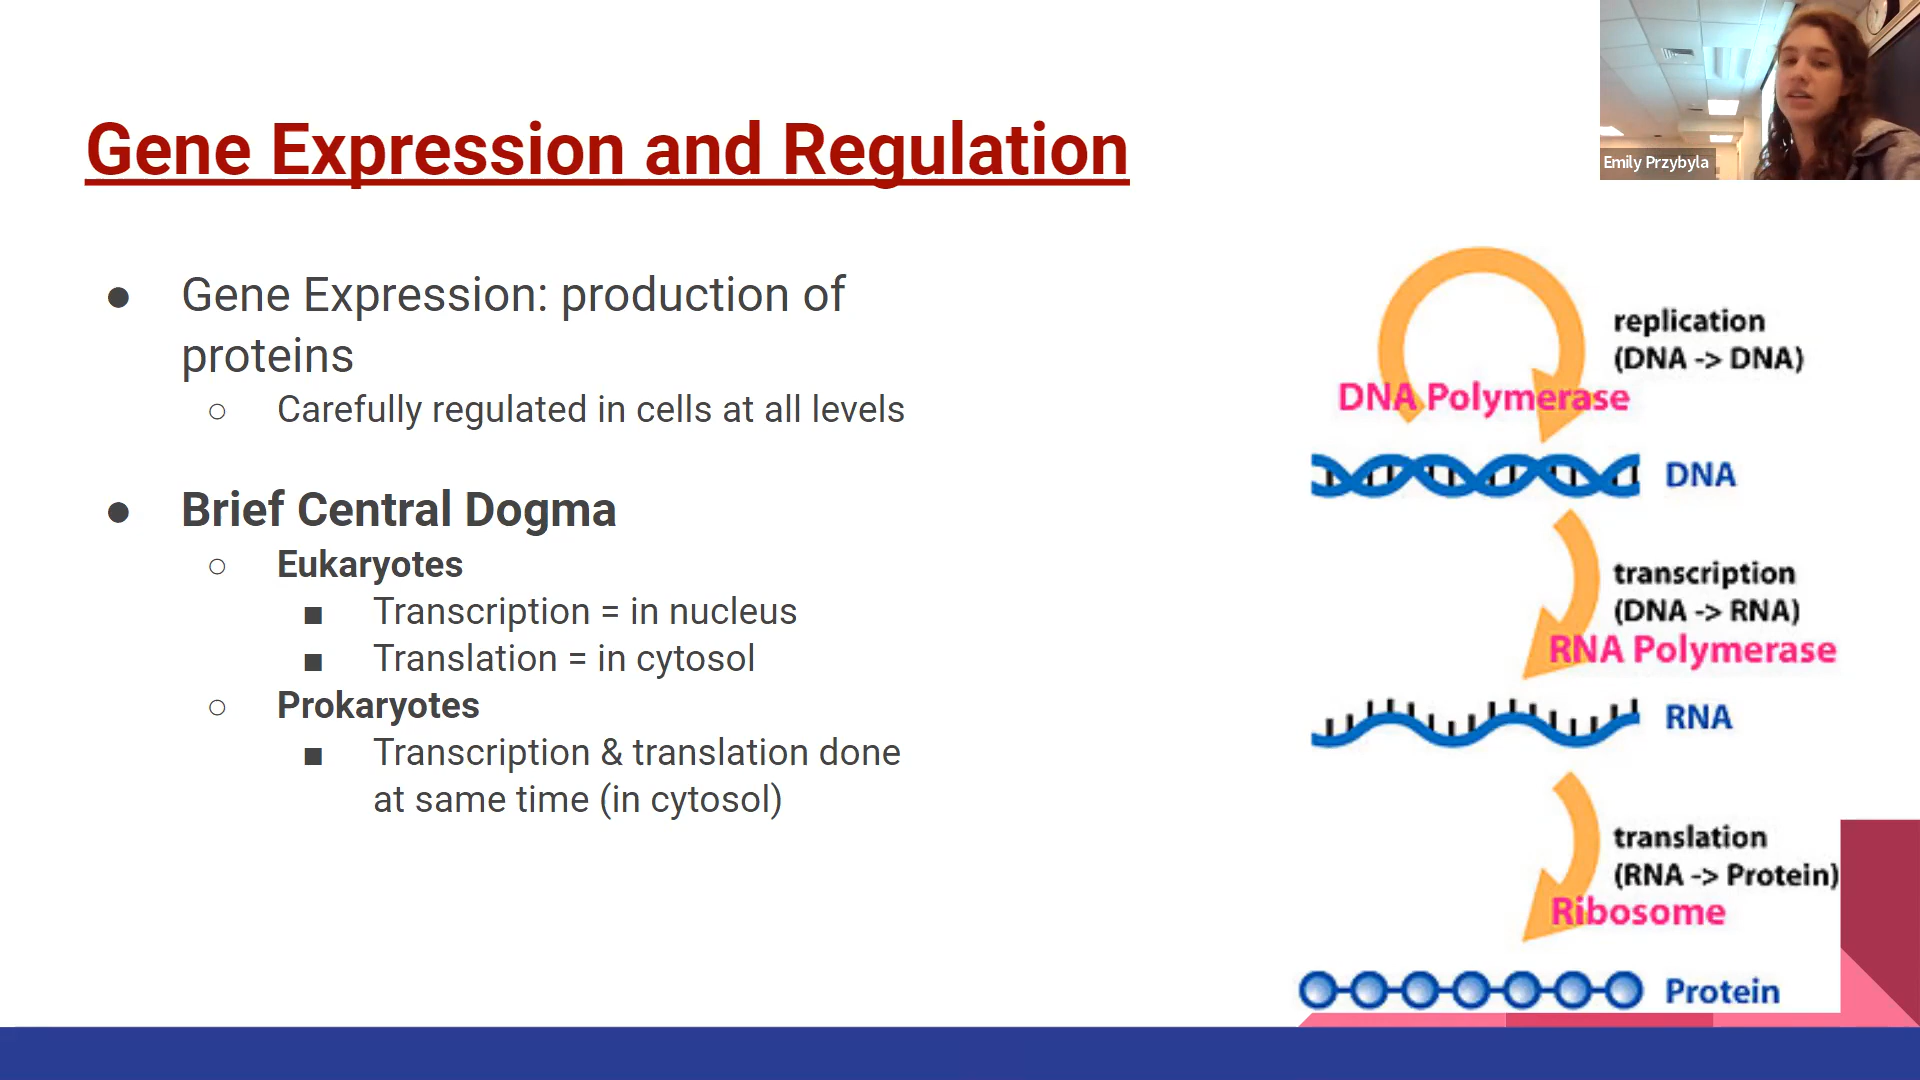 Emily Przybyla
Gene Expression and Regulation
● Gene Expression: production of
proteins
○ Carefully regulated in cells at all levels
● Brief Central Dogma
○ Eukaryotes
■ Transcription = in nucleus
■ Translation = in cytosol
○ Prokaryotes
■ Transcription & translation done
at same time (in cytosol)
replication
(DNA -> DNA)
DNA Polymerase
DNA
transcription
(DNA -> RNA)
RNA Polymerase
RNA
translation
(RNA -> Protein)
Ribosome
Protein